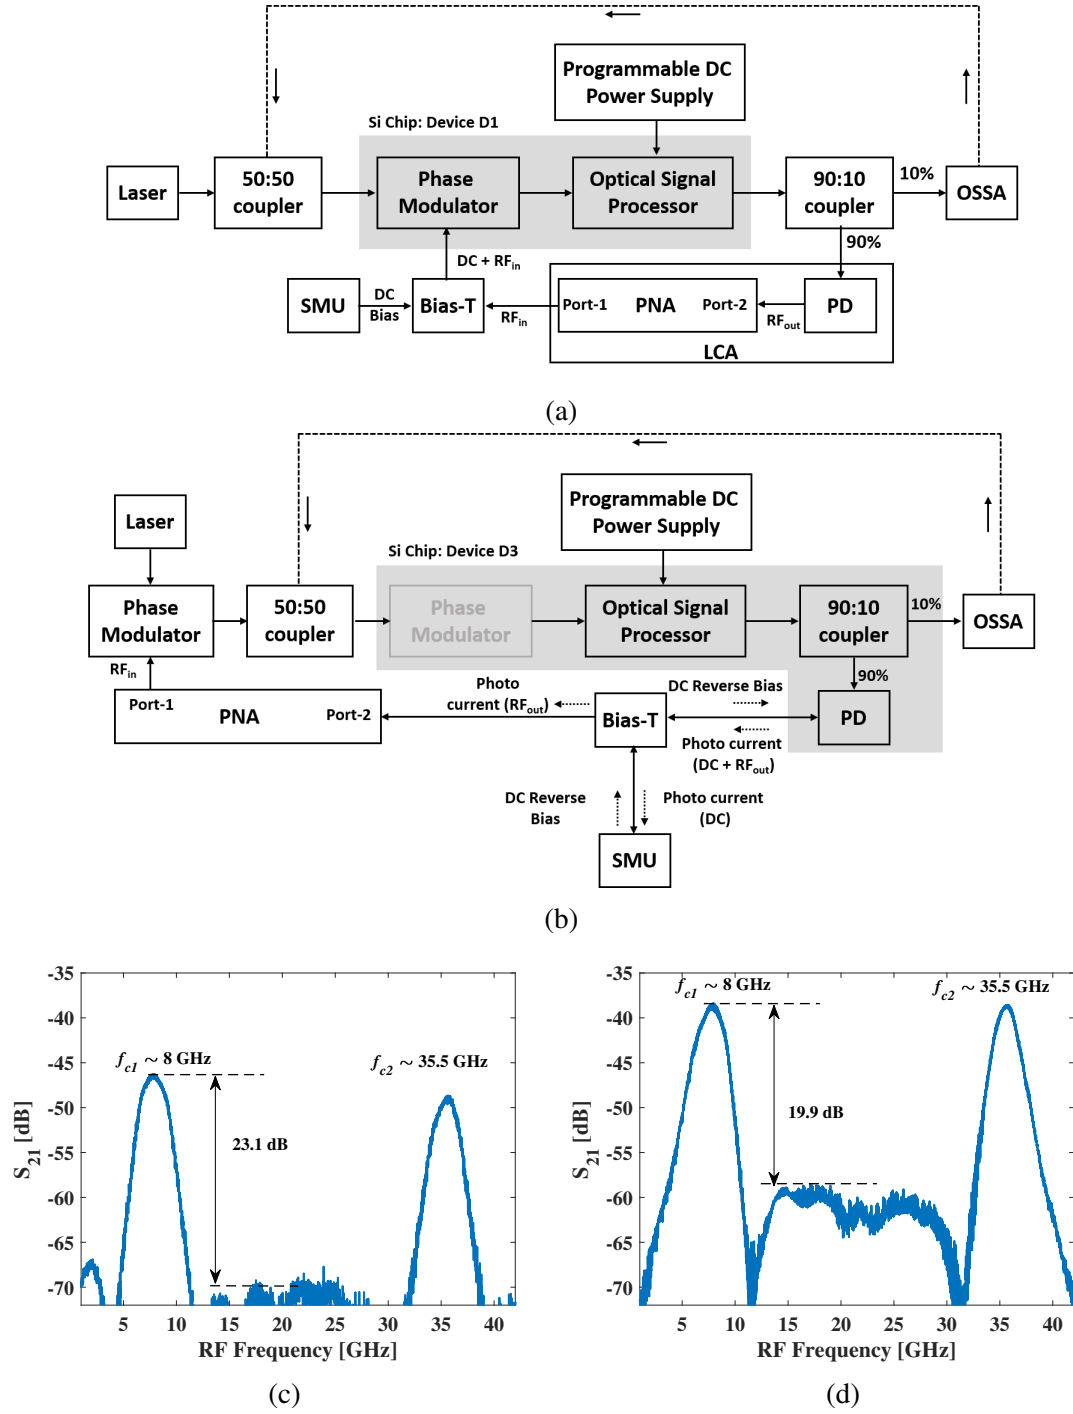 Programmable DC
Power Supply
Si Chip: Device D1
Laser
50:50
coupler
Phase
Modulator
Optical Signal
Processor
90:10
coupler
10%
OSSA
90%
DC + RFin
SMU
DC
Bias
Bias-T
RFin
Port-1
PNA
Port-2
RFout
PD
LCA
(a)
Laser
Programmable DC
Power Supply
Si Chip: Device D3
Phase
Modulator
50:50
coupler
Phase
Modulator
Optical Signal
Processor
90:10
coupler
10%
OSSA
RFin
90%
Port-1
PNA
Port-2
Photo
current (RFout)
Bias-T
DC Reverse Bias
PD
Photo current
(DC + RFout)
DC Reverse
Bias
Photo current
(DC)
SMU
(b)
-35
-40
-45
-50
-55
-60
-65
-70
S21 [dB]
fc1 ~ 8 GHz
fc2 ~ 35.5 GHz
23.1 dB
5 10 15 20 25 30 35 40
RF Frequency [GHz]
(c)
-35
-40
-45
-50
-55
-60
-65
-70
S21 [dB]
fc1 ~ 8 GHz
fc2 ~ 35.5 GHz
19.9 dB
5 10 15 20 25 30 35 40
RF Frequency [GHz]
(d)